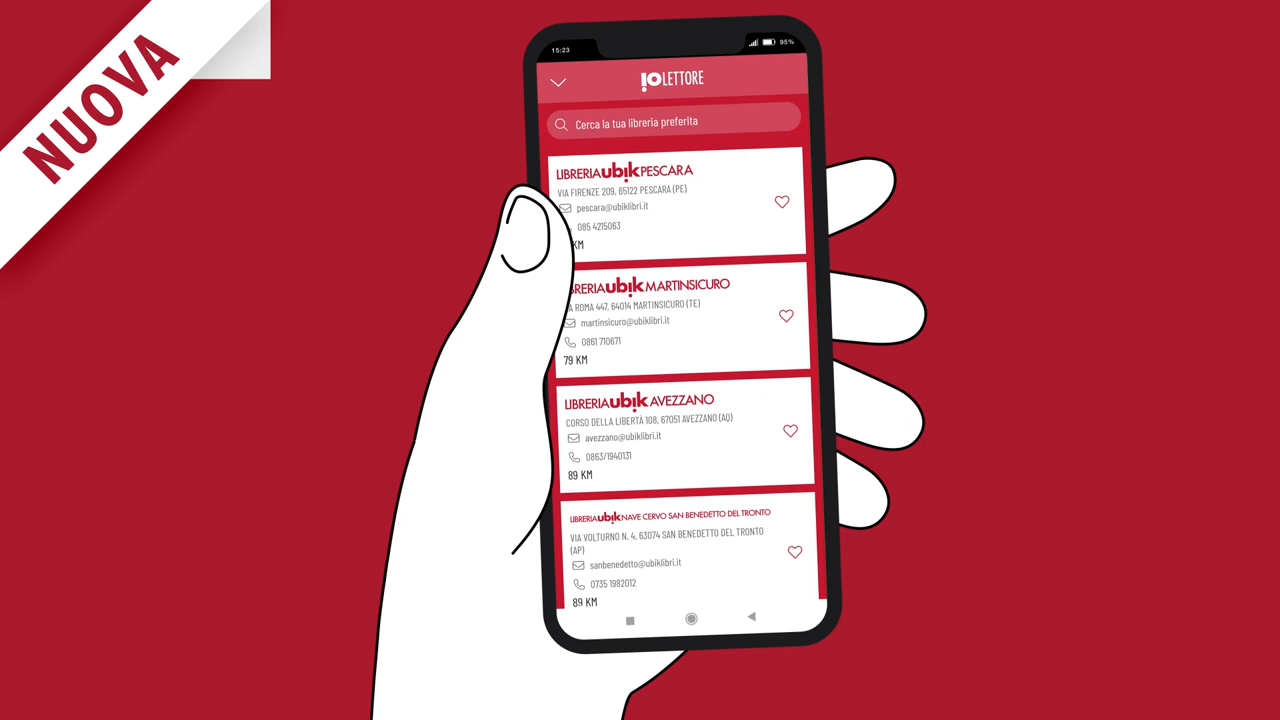 NUOVA
15:23
95%
IOLETTORE
Cerca la tua libreria preferita
LIBRERIA ubik PESCARA
VIA FIRENZE 209, 65122 PESCARA (PE)
pescara@ubiklibri.it
085 4215063
KM
ubik MARTINSICURO
ROMA 447, 64014 MARTINSICURO (TE)
martinsicuro@ubiklibri.it
0861 710671
79 KM
LIBRERIA ubik AVEZZANO
CORSO DELLA LIBERTÀ 108, 67051 AVEZZANO (AQ)
avezzano@ubiklibri.it
0863/1940131
89 KM
LIBRERIA ubik NAVE CERVO SAN BENEDETTO DEL TRONTO
VIA VOLTURNO N. 4, 63074 SAN BENEDETTO DEL TRONTO
(AP)
sanbenedetto@ubiklibri.it
0735 1982012
89 KM